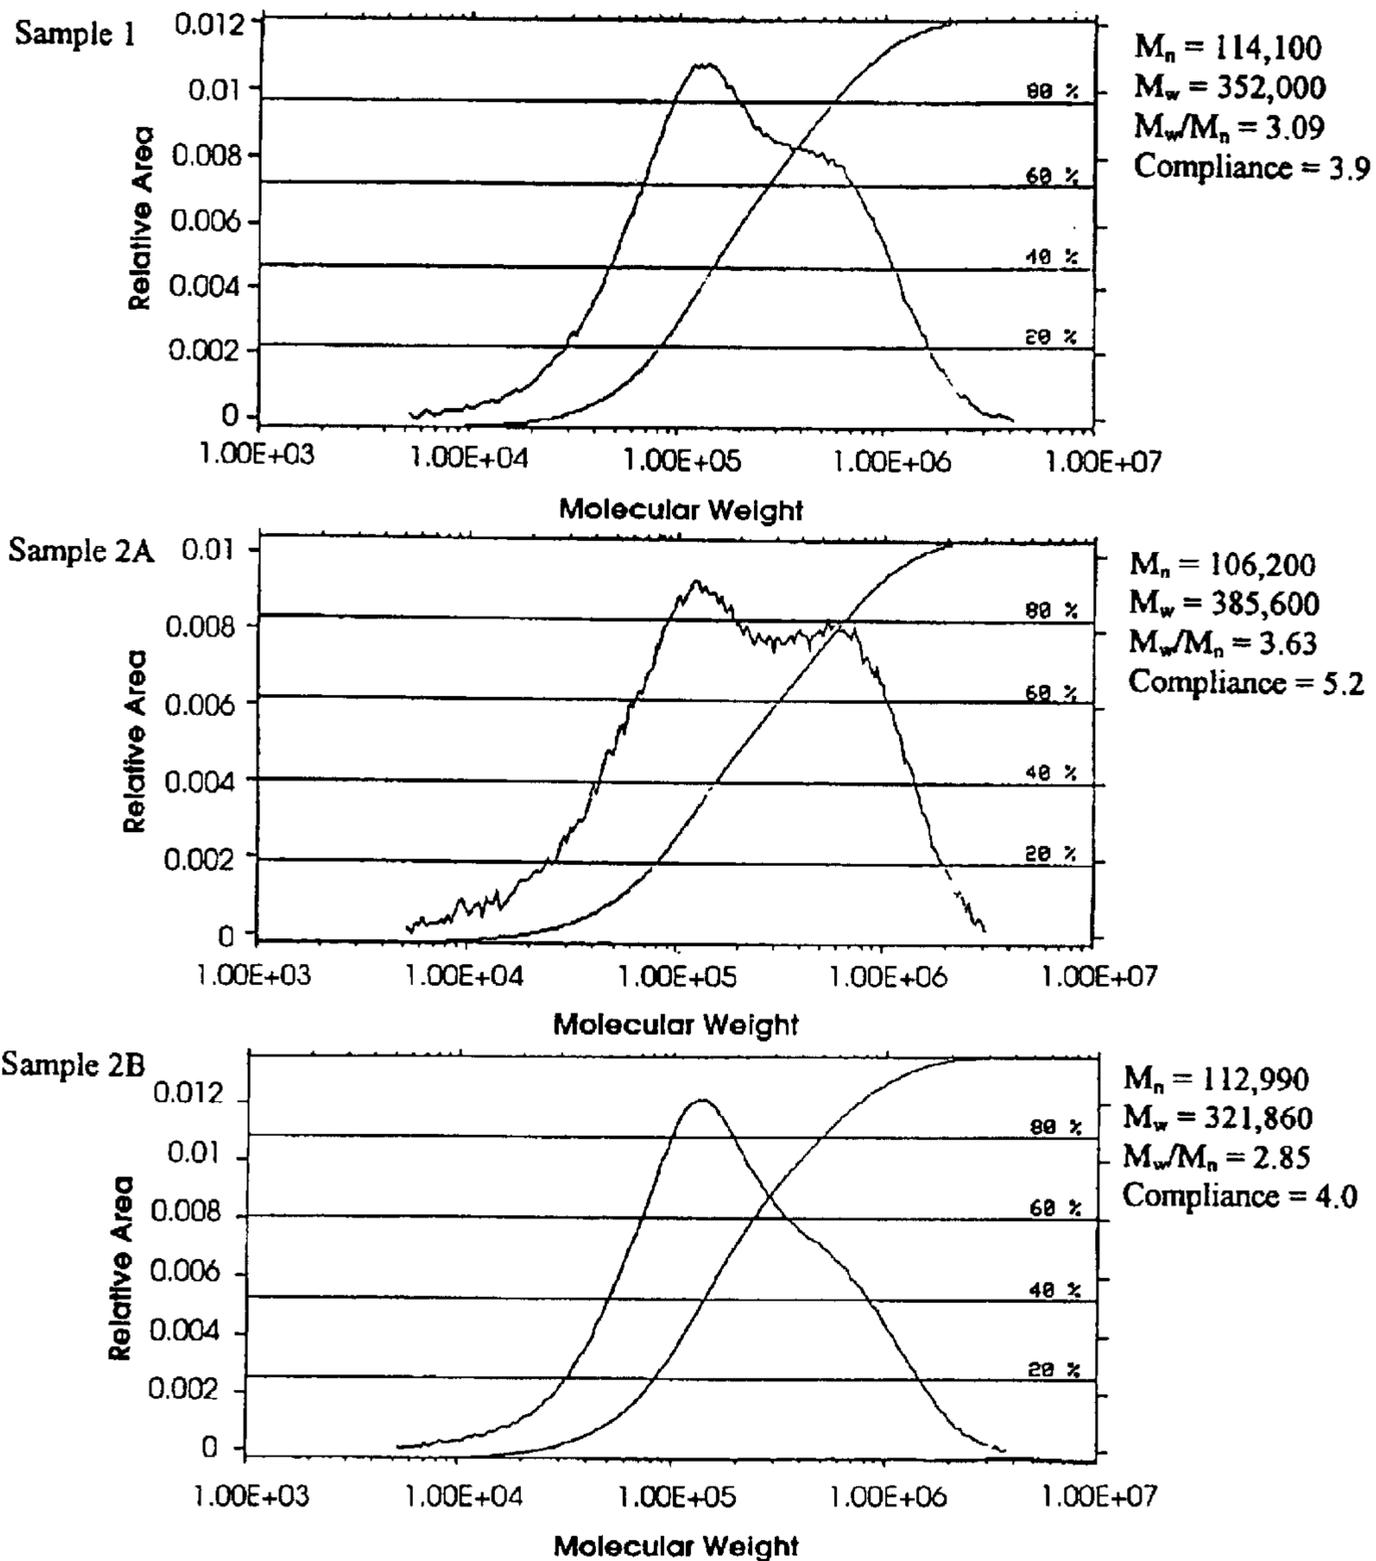 Sample 1
0.012
0.01
0.008
0.006
0.004
0.002
0
Relative Area
80 %
60 %
40 %
20 %
1.00E+03 1.00E+04 1.00E+05 1.00E+06 1.00E+07
Molecular Weight
Mn = 114,100
Mw = 352,000
Mw/Mn = 3.09
Compliance = 3.9
Sample 2A
0.01
0.008
0.006
0.004
0.002
0
Relative Area
80 %
60 %
40 %
20 %
1.00E+03 1.00E+04 1.00E+05 1.00E+06 1.00E+07
Molecular Weight
Mn = 106,200
Mw = 385,600
Mw/Mn = 3.63
Compliance = 5.2
Sample 2B
0.012
0.01
0.008
0.006
0.004
0.002
0
Relative Area
80 %
60 %
40 %
20 %
1.00E+03 1.00E+04 1.00E+05 1.00E+06 1.00E+07
Molecular Weight
Mn = 112,990
Mw = 321,860
Mw/Mn = 2.85
Compliance = 4.0